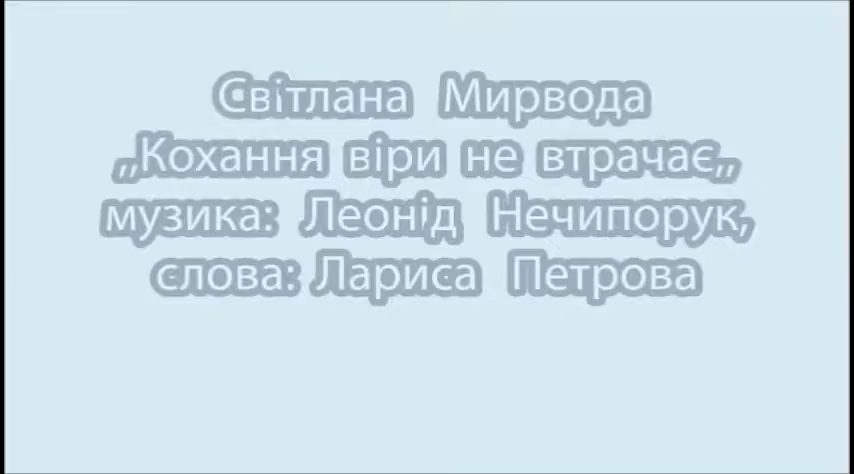 Світлана Мирвода
,,Кохання віри не втрачає,,
музика: Леонід Нечипорук,
слова: Лариса Петрова